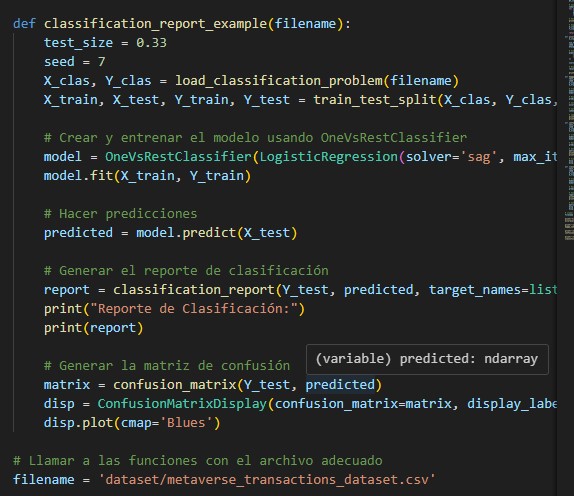 def classification_report_example(filename):
    test_size = 0.33
    seed = 7
    X_clas, Y_clas = load_classification_problem(filename)
    X_train, X_test, Y_train, Y_test = train_test_split(X_clas, Y_clas,
    # Crear y entrenar el modelo usando OneVsRestClassifier
    model = OneVsRestClassifier(LogisticRegression(solver='sag', max_it
    model.fit(X_train, Y_train)
    # Hacer predicciones
    predicted = model.predict(X_test)
    # Generar el reporte de clasificación
    report = classification_report(Y_test, predicted, target_names=list
    print("Reporte de Clasificación:")
    print(report)
    # Generar la matriz de confusión
(variable) predicted: ndarray
    matrix = confusion_matrix(Y_test, predicted)
    disp = ConfusionMatrixDisplay(confusion_matrix=matrix, display_labe
    disp.plot(cmap='Blues')
# Llamar a las funciones con el archivo adecuado
filename = 'dataset/metaverse_transactions_dataset.csv'